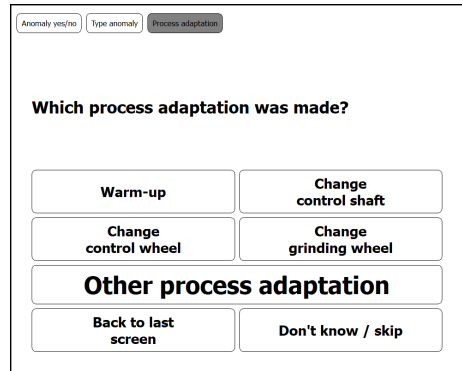 Anomaly yes/no Type anomaly Process adaptation
Which process adaptation was made?
Warm-up
Change
control shaft
Change
control wheel
Change
grinding wheel
Other process adaptation
Back to last
screen
Don't know / skip